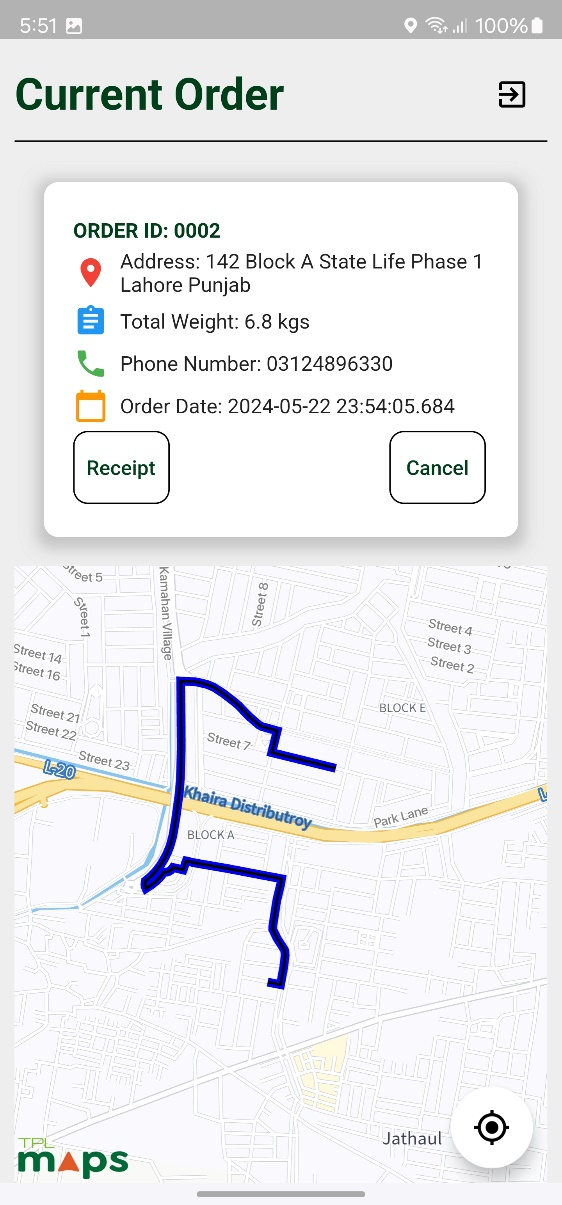 5:51 100%
Current Order
ORDER ID: 0002
Address: 142 Block A State Life Phase 1
Lahore Punjab
Total Weight: 6.8 kgs
Phone Number: 03124896330
Order Date: 2024-05-22 23:54:05.684
Receipt Cancel
Street 5
Street 1
Kamahan Village
Street 8
Street 4
Street 3
Street 2
Street 14
Street 16
BLOCK E
Street 21
Street 22
Street 7
Street 23
L-20
Khaira Distributroy
Park Lane
BLOCK A
Jathaul
TPL
maps